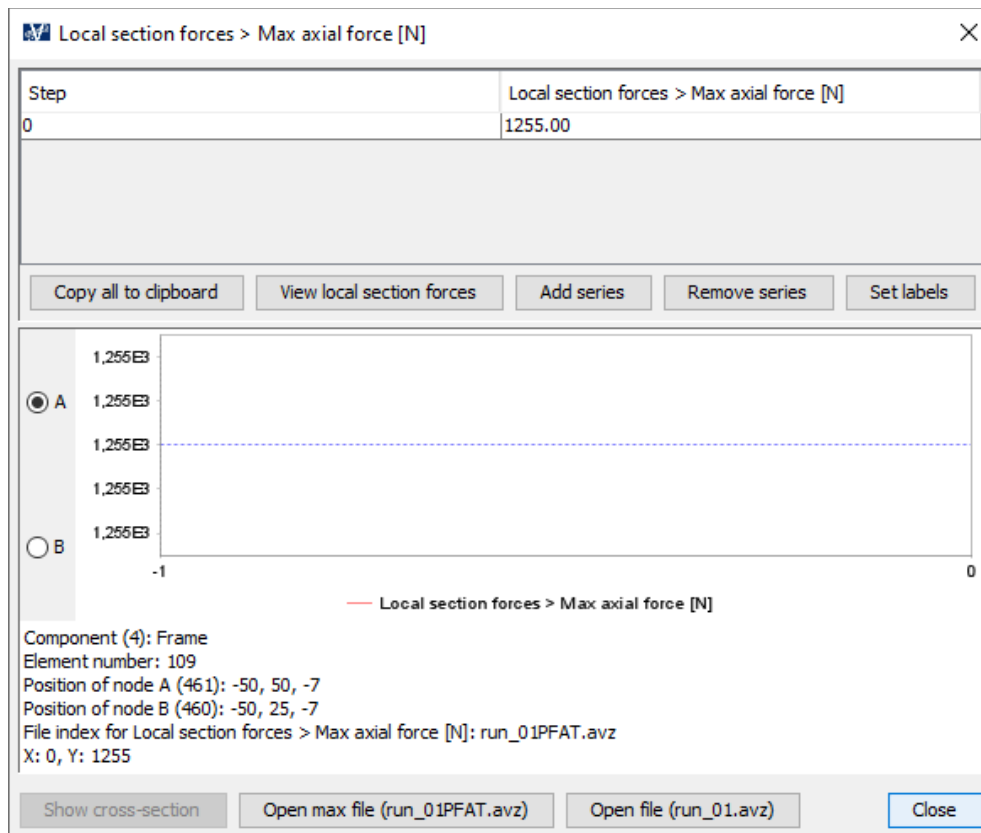 Local section forces > Max axial force [N]
Step Local section forces > Max axial force [N]
0 1255.00
Copy all to clipboard View local section forces Add series Remove series Set labels
1,255E3
A 1,255E3
1,255E3
1,255E3
B 1,255E3
-1 0
Local section forces > Max axial force [N]
Component (4): Frame
Element number: 109
Position of node A (461): -50, 50, -7
Position of node B (460): -50, 25, -7
File index for Local section forces > Max axial force [N]: run_01PFAT.avz
X: 0, Y: 1255
Show cross-section Open max file (run_01PFAT.avz) Open file (run_01.avz) Close